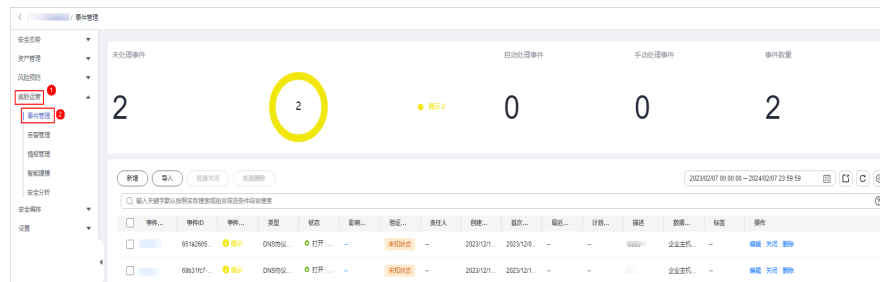 / 事件管理
安全态势
资产管理
风险预防
威胁运营 1
事件管理 2
告警管理
情报管理
智能建模
安全分析
安全编排
设置
未处理事件 自动处理事件 手动处理事件 事件数量
2 2 提示 2 0 0 2
新增 导入 批量关闭 批量删除 2023/02/07 00:00:00 – 2024/02/07 23:59:59
输入关键字默认按照名称搜索或组合筛选条件综合搜索
事件... 事件ID 事件... 类型 状态 影响... 验证... 责任人 创建... 首次... 最近... 计划... 描述 数据... 标签 操作
651a2605... 提示 DNS协议... 打开... -- 未知状态 -- 2023/12/1... 2023/12/0... -- -- 企业主机... -- 编辑 关闭 删除
69b31fc7-... 提示 DNS协议... 打开... -- 未知状态 -- 2023/12/1... 2023/12/1... -- -- 企业主机... -- 编辑 关闭 删除